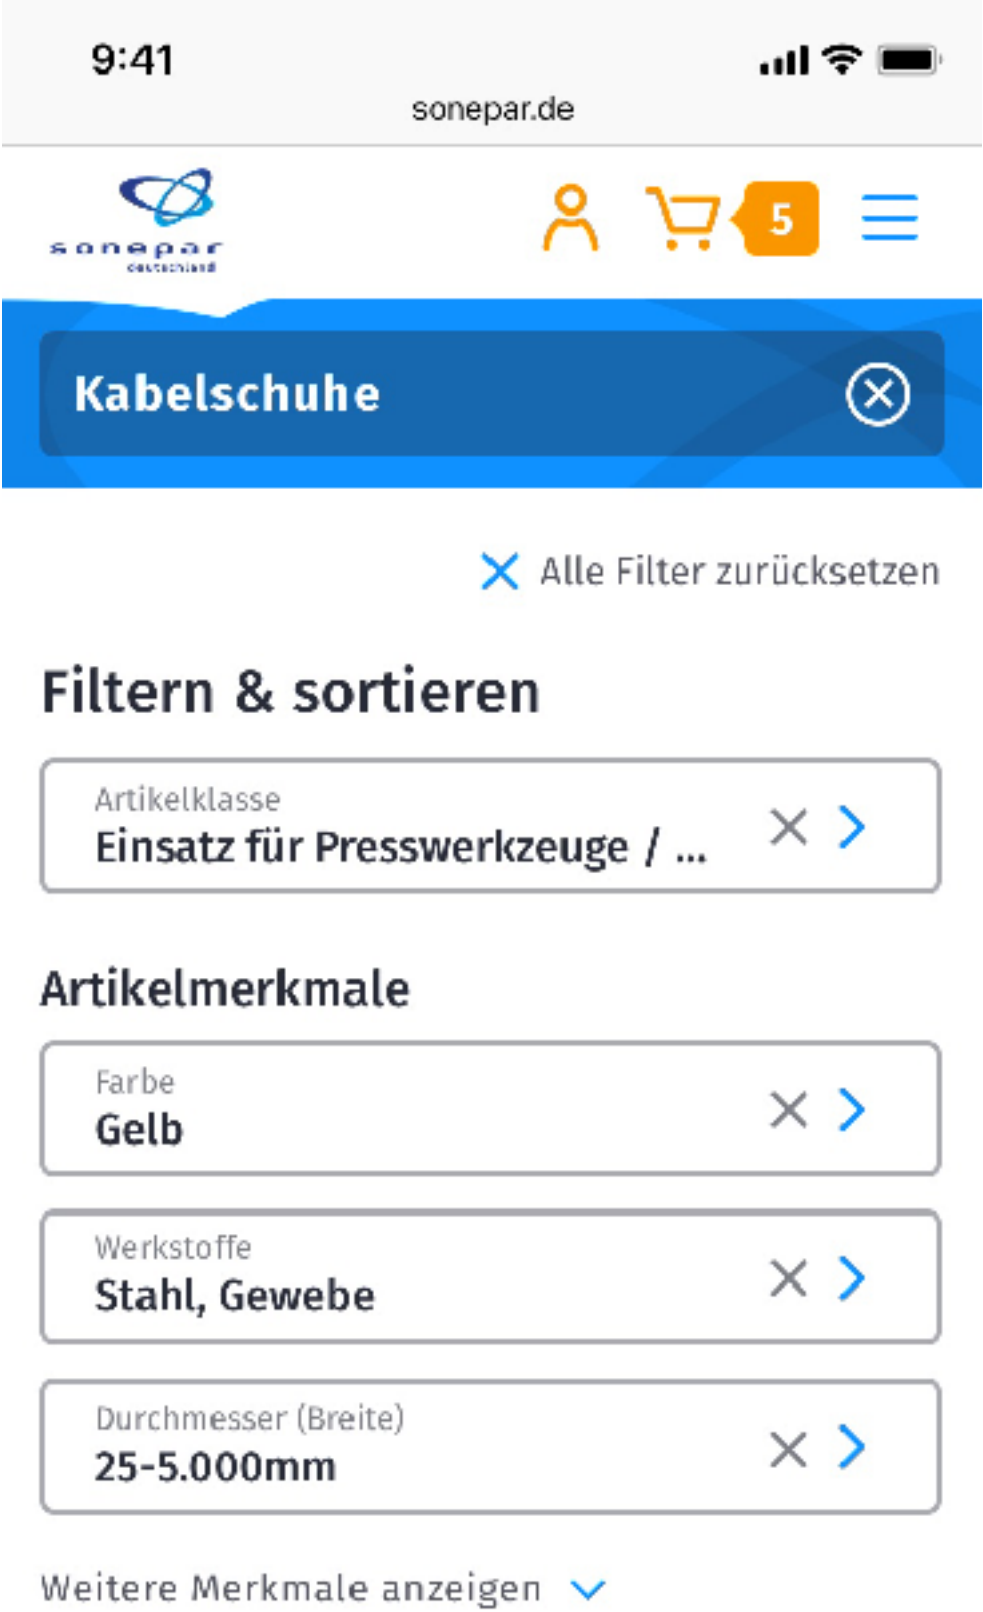 9:41
sonepar.de
sonepar
deutschland
5
Kabelschuhe
Alle Filter zurücksetzen
Filtern & sortieren
Artikelklasse
Einsatz für Presswerkzeuge / ...
Artikelmerkmale
Farbe
Gelb
Werkstoffe
Stahl, Gewebe
Durchmesser (Breite)
25-5.000mm
Weitere Merkmale anzeigen